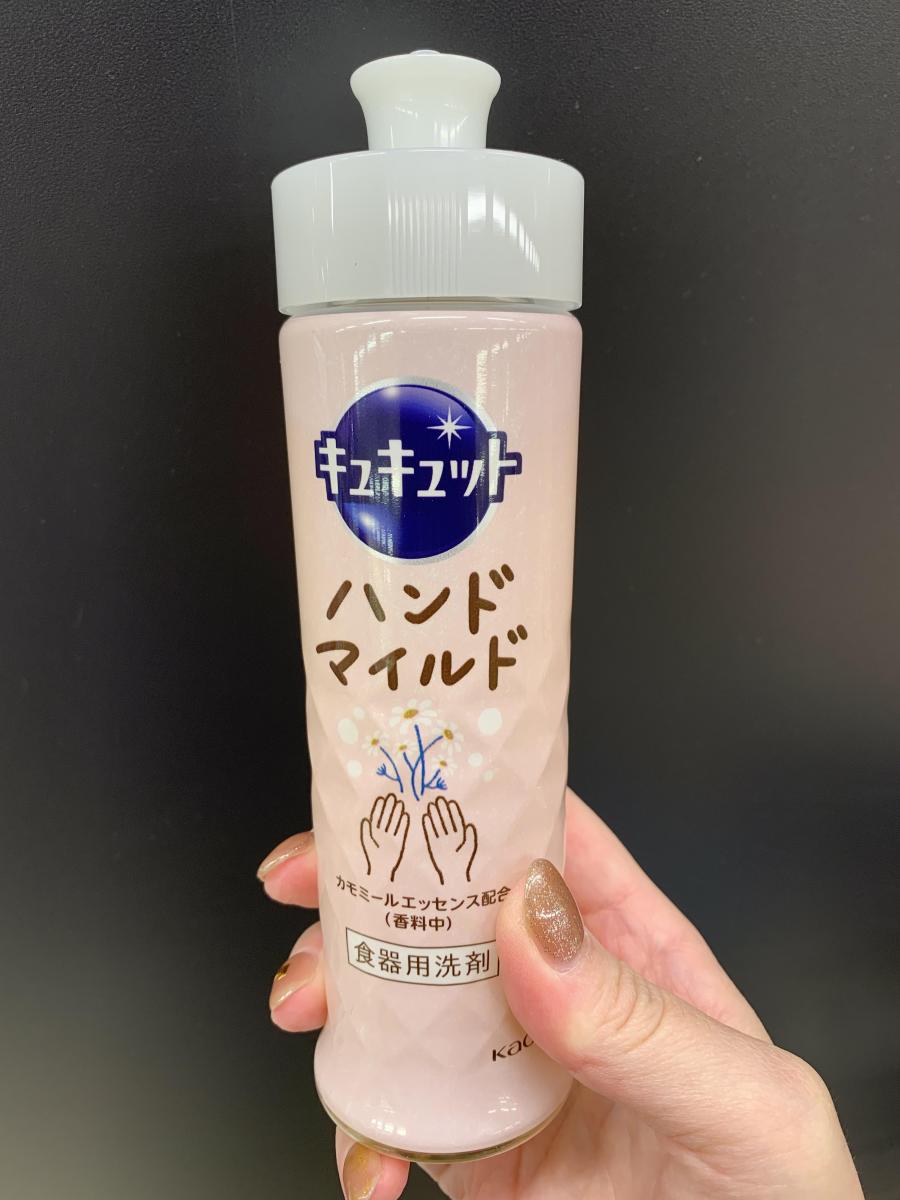 キュキュット
ハンド
マイルド
カモミールエッセンス配合
(香料中)
食器用洗剤